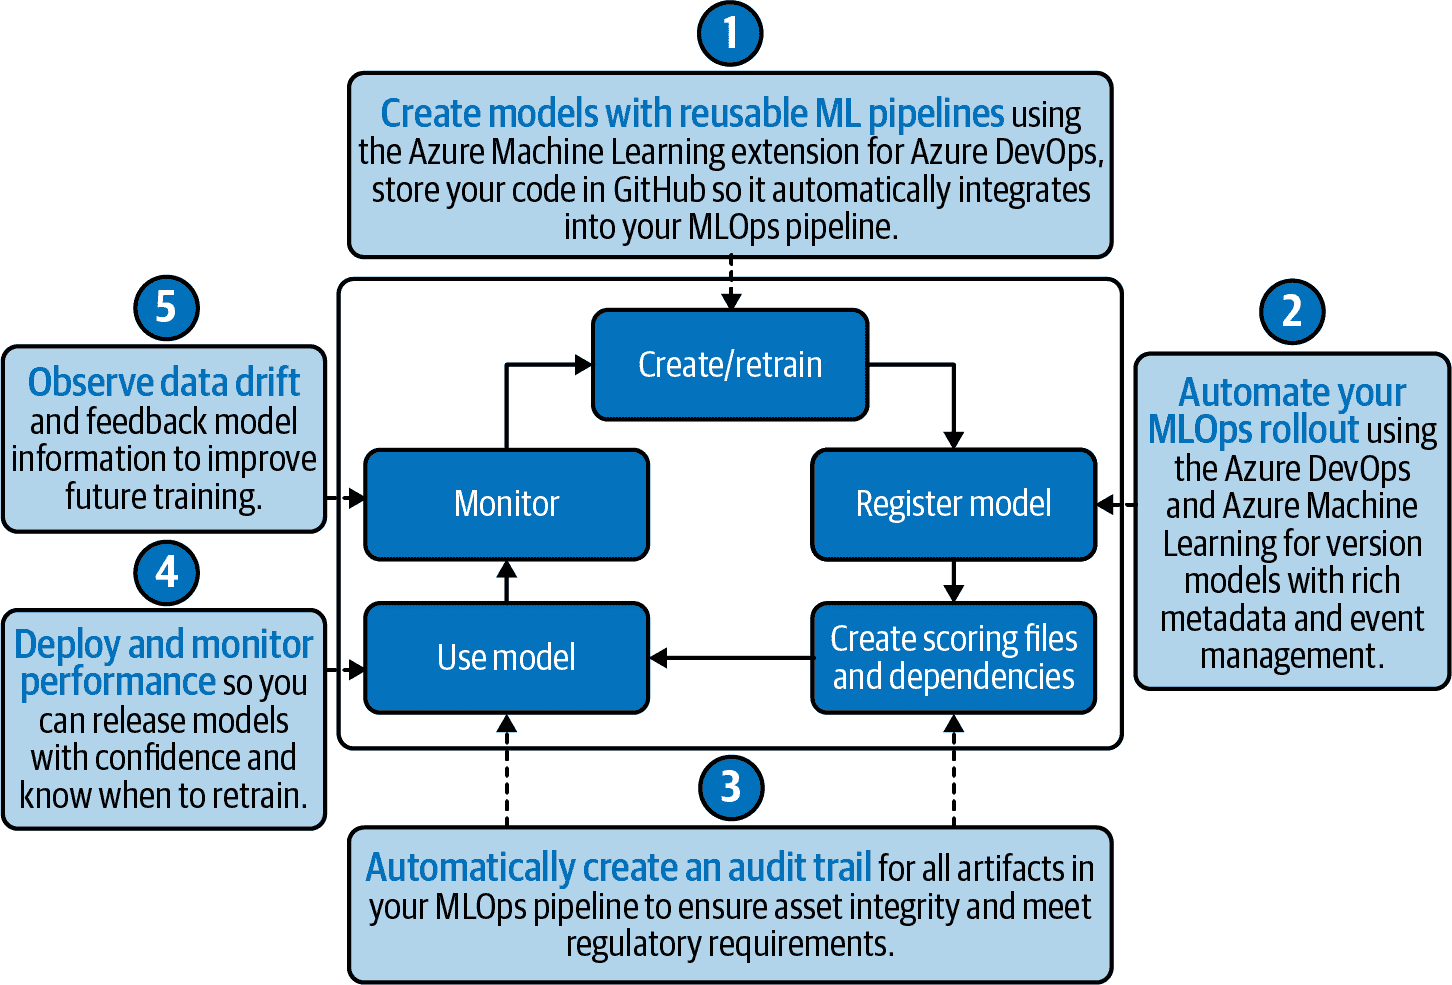 1
Create models with reusable ML pipelines using
the Azure Machine Learning extension for Azure DevOps,
store your code in GitHub so it automatically integrates
into your MLOps pipeline.
5
Observe data drift
and feedback model
information to improve
future training.
2
Automate your
MLOps rollout using
the Azure DevOps
and Azure Machine
Learning for version
models with rich
metadata and event
management.
Create/retrain
Monitor
Register model
4
Deploy and monitor
performance so you
can release models
with confidence and
know when to retrain.
Use model
Create scoring files
and dependencies
3
Automatically create an audit trail for all artifacts in
your MLOps pipeline to ensure asset integrity and meet
regulatory requirements.